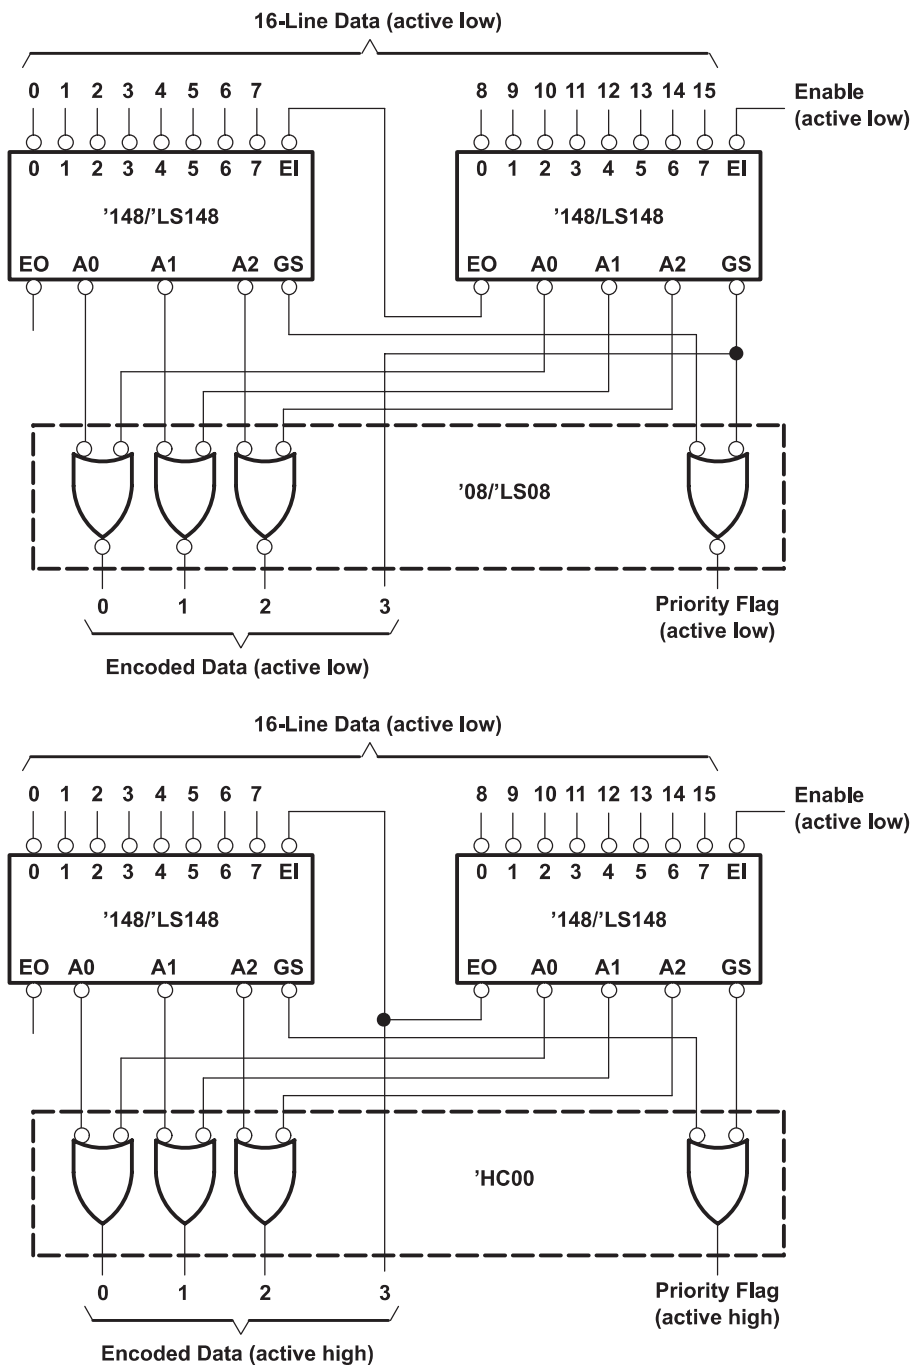 16-Line Data (active low)
0 1 2 3 4 5 6 7
8 9 10 11 12 13 14 15
Enable
(active low)
0 1 2 3 4 5 6 7 EI
0 1 2 3 4 5 6 7 EI
’148/’LS148
’148/LS148
EO A0 A1 A2 GS
EO A0 A1 A2 GS
’08/’LS08
0 1 2 3
Priority Flag
(active low)
Encoded Data (active low)
16-Line Data (active low)
0 1 2 3 4 5 6 7
8 9 10 11 12 13 14 15
Enable
(active low)
0 1 2 3 4 5 6 7 EI
0 1 2 3 4 5 6 7 EI
’148/’LS148
’148/’LS148
EO A0 A1 A2 GS
EO A0 A1 A2 GS
’HC00
0 1 2 3
Priority Flag
(active high)
Encoded Data (active high)